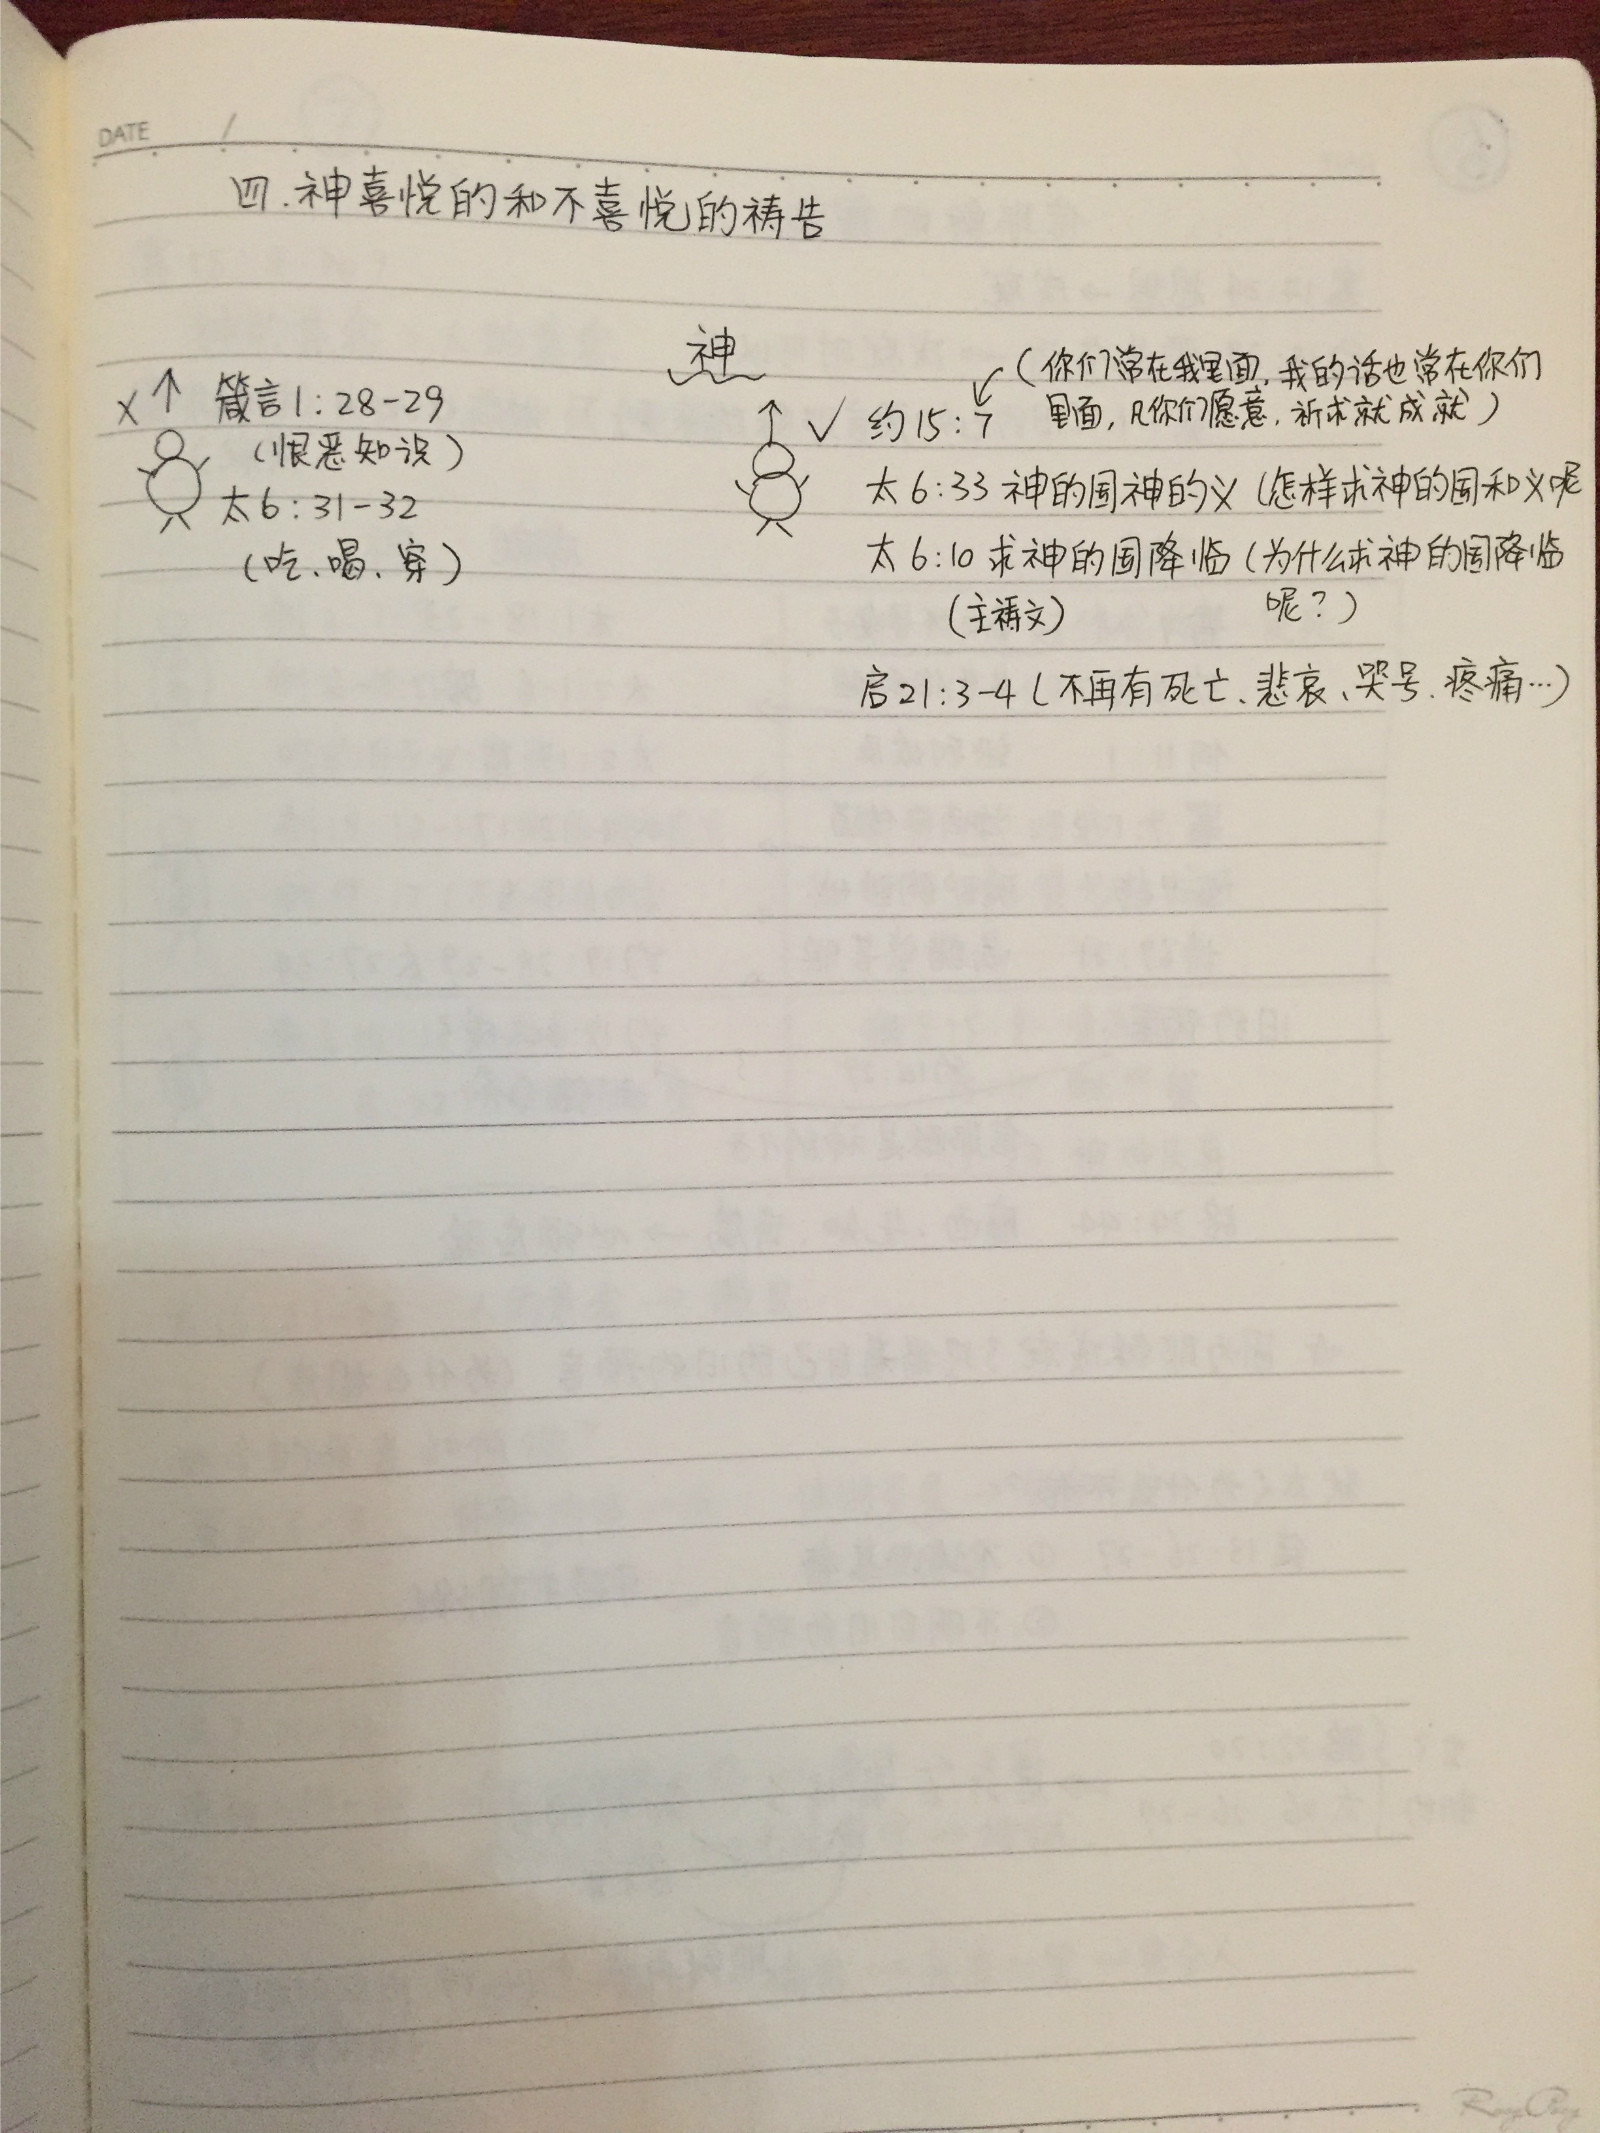 DATE /
四.神喜悦的和不喜悦的祷告
神
X ↑ 箴言1:28-29
(恨恶知识)
太6:31-32
(吃、喝、穿)
↑ ✓ 约15:7 ↙ (你们常在我里面,我的话也常在你们
里面,凡你们愿意,祈求就成就)
太6:33 神的国神的义(怎样求神的国和义呢
太6:10 求神的国降临(为什么求神的国降临
(主祷文) 呢?)
启21:3-4(不再有死亡、悲哀、哭号.疼痛…)